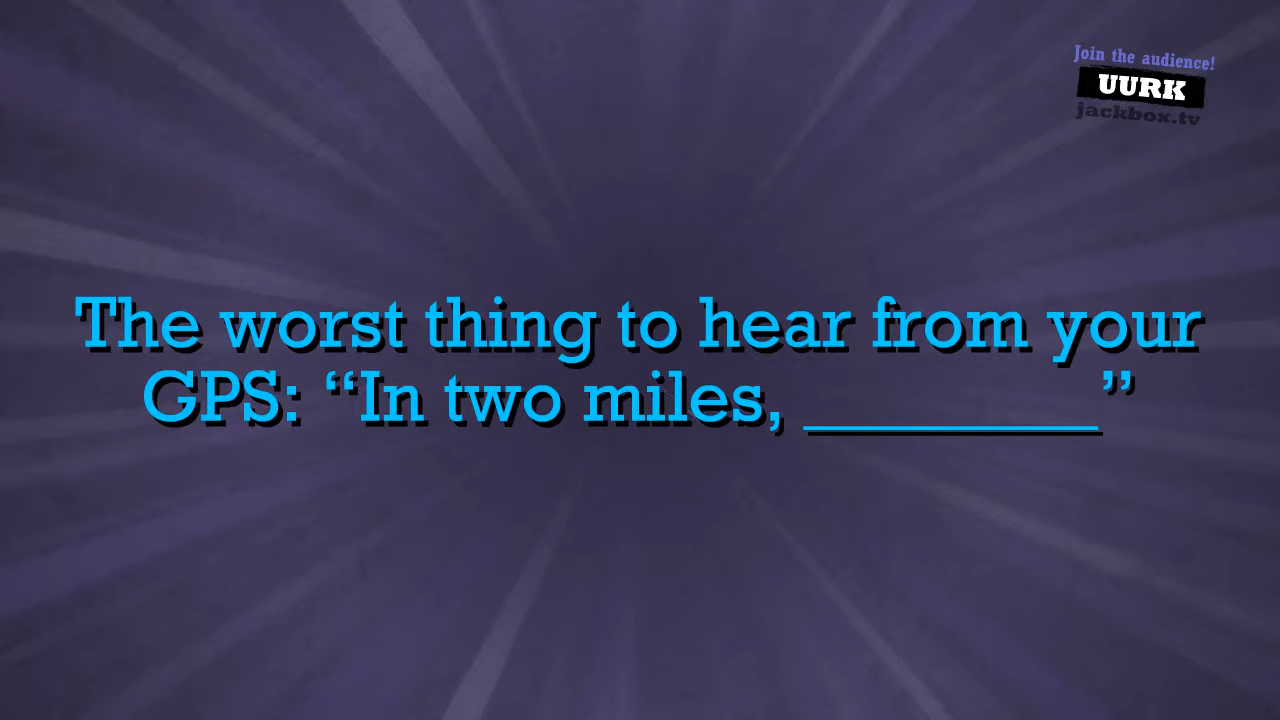 Join the audience!
UURK
jackbox.tv
The worst thing to hear from your
GPS: “In two miles, ________”